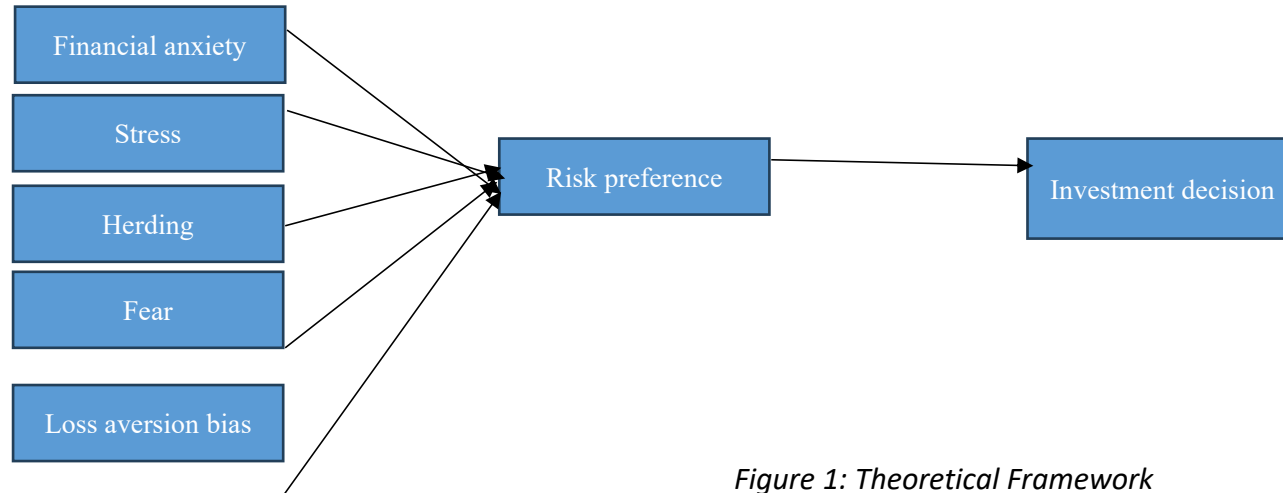 Financial anxiety
Stress
Herding
Fear
Loss aversion bias
Risk preference
Investment decision
Figure 1: Theoretical Framework